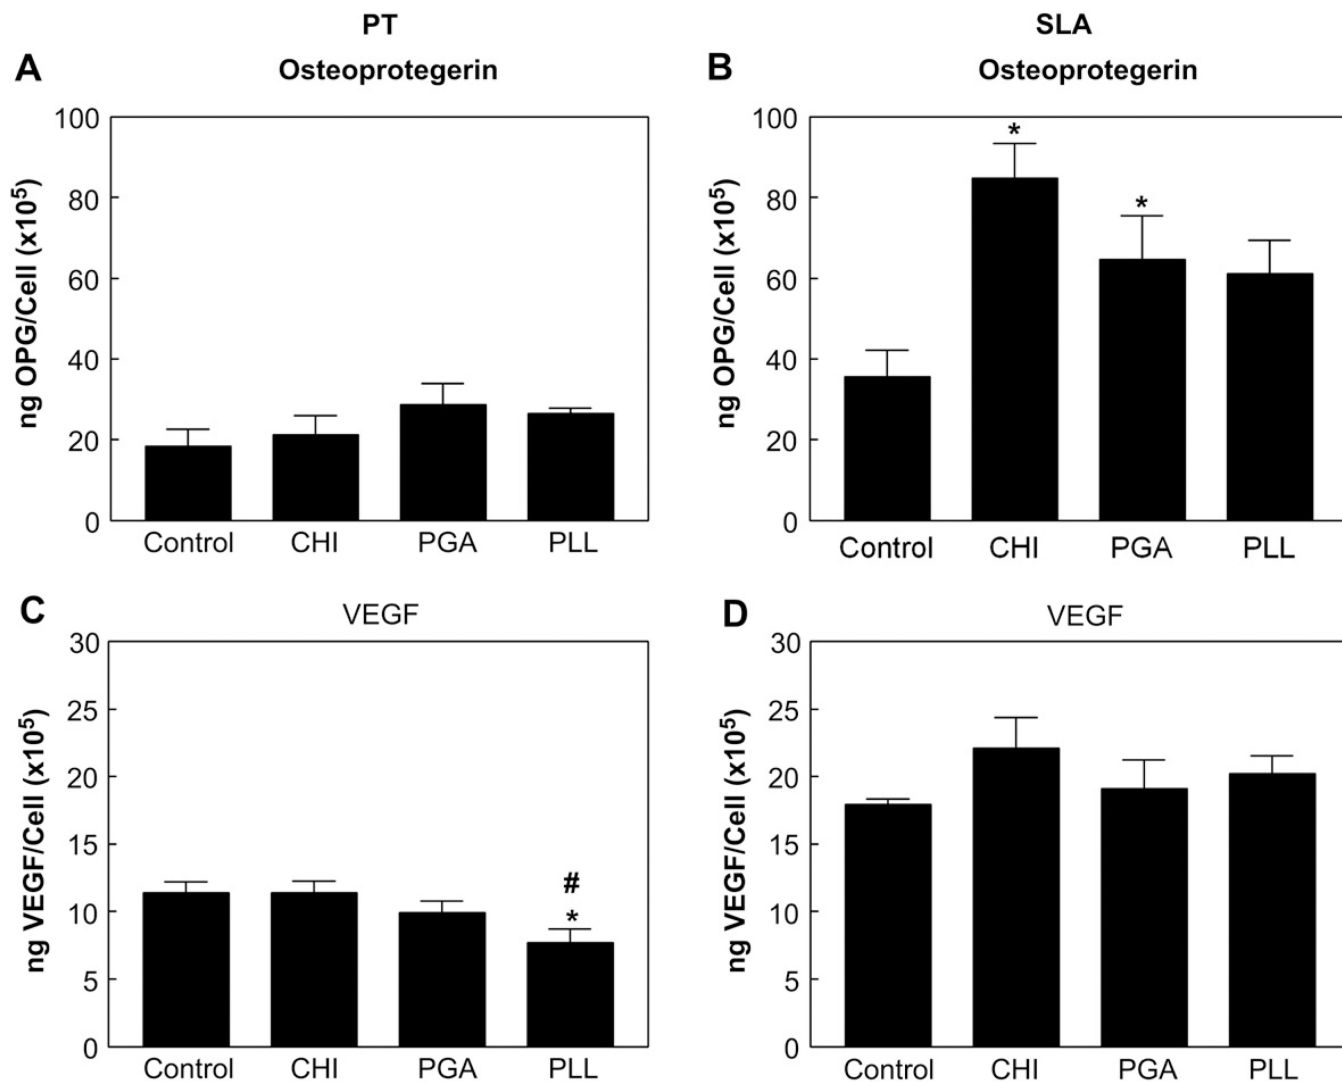 PT
SLA
A
Osteoprotegerin
B
Osteoprotegerin
ng OPG/Cell (x10⁵)
100
80
60
40
20
0
Control CHI PGA PLL
ng OPG/Cell (x10⁵)
100
80
60
40
20
0
*
*
Control CHI PGA PLL
C
VEGF
D
VEGF
ng VEGF/Cell (x10⁵)
30
25
20
15
10
5
0
#
*
Control CHI PGA PLL
ng VEGF/Cell (x10⁵)
30
25
20
15
10
5
0
Control CHI PGA PLL